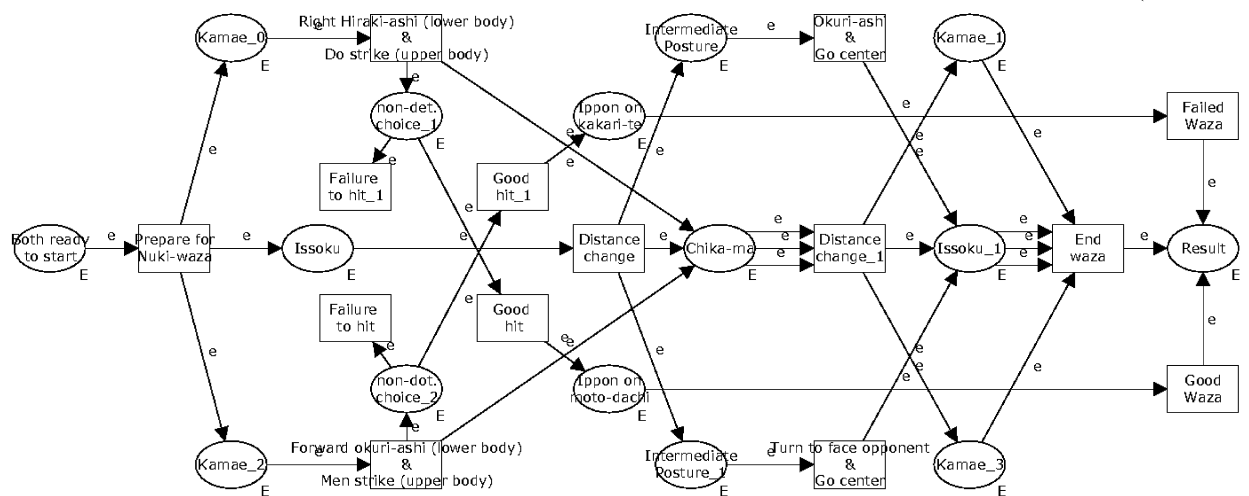 Right Hiraki-ashi (lower body)
&
Do strike (upper body)
Kamae_0
E
e
Intermediate
Posture
E
e
Okuri-ashi
&
Go center
Kamae_1
E
e
non-det.
choice_1
E
e
Ippon on
kakari-te
E
e
e
e
e
Failed
Waza
e
e
e
e
Failure
to hit_1
Good
hit_1
e
e
e
Both ready
to start
E
e
Prepare for
Nuki-waza
e
Issoku
E
e
Distance
change
e
Chika-ma
E
e
e
e
Distance
change_1
e
Issoku_1
E
e
e
e
End
waza
e
Result
E
Failure
to hit
Good
hit
e
e
e
e
e
e
e
e
e
non-dot.
choice_2
E
e
Ippon on
moto-dachi
E
e
e
e
Good
Waza
Kamae_2
E
e
Forward okuri-ashi (lower body)
&
Men strike (upper body)
Intermediate
Posture_1
E
e
Turn to face opponent
&
Go center
Kamae_3
E